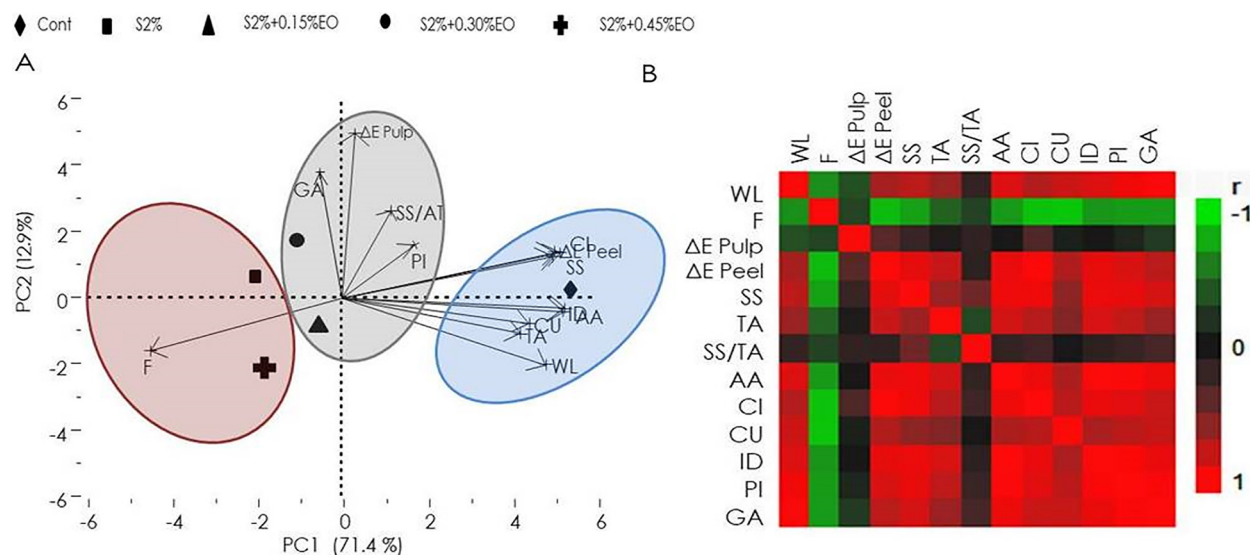 Cont S2% S2%+0.15%EO S2%+0.30%EO S2%+0.45%EO
A
B
6
4
2
0
-2
-4
-6
PC2 (12.9%)
-6 -4 -2 0 2 4 6
PC1 (71.4 %)
ΔE Pulp
GA
SS/AT
PI
CI
ΔE Peel
SS
ID
AA
CU
TA
WL
F
WL F ΔE Pulp ΔE Peel SS TA SS/TA AA CI CU ID PI GA
WL
F
ΔE Pulp
ΔE Peel
SS
TA
SS/TA
AA
CI
CU
ID
PI
GA
r
-1
0
1